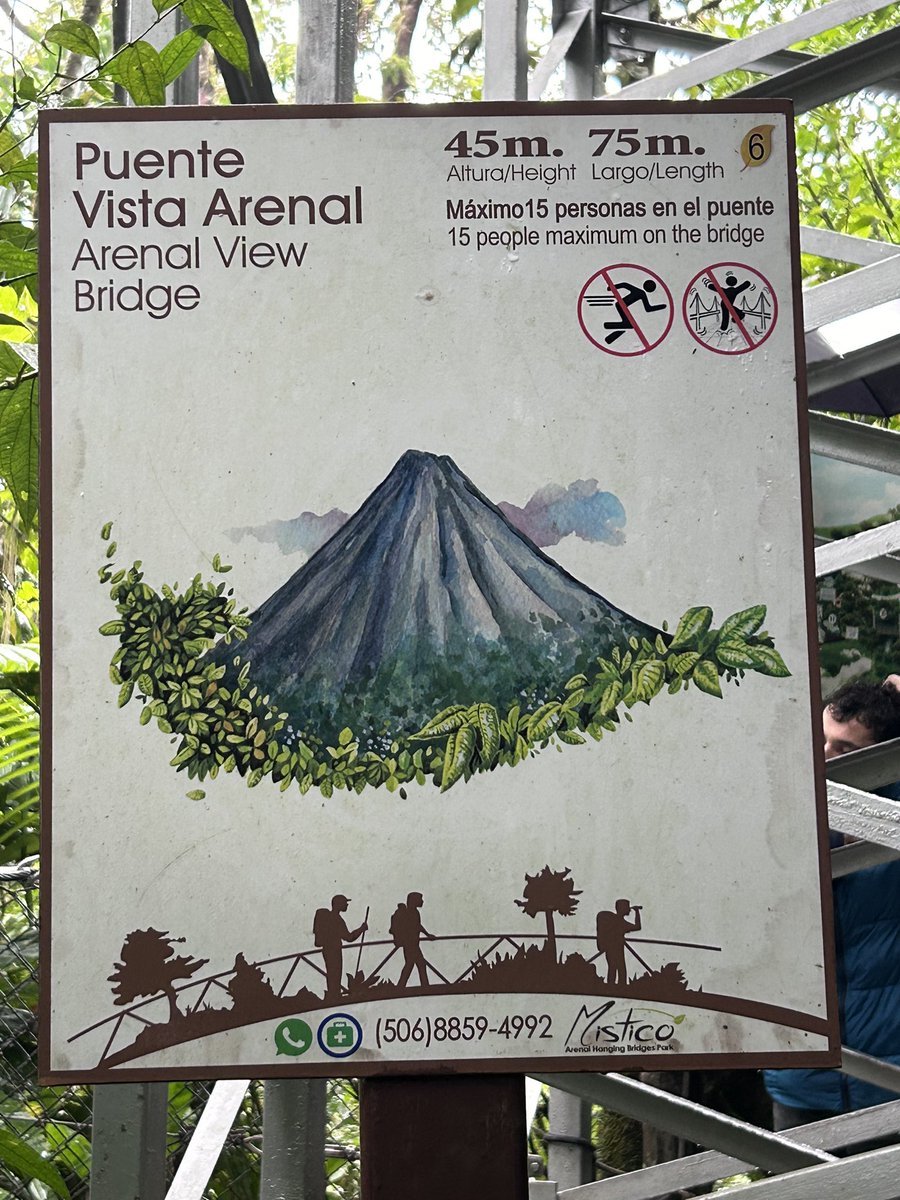 Puente
Vista Arenal
Arenal View
Bridge
45m. 75m.
Altura/Height Largo/Length
6
Máximo15 personas en el puente
15 people maximum on the bridge
(506)8859-4992
Mistico
Arenal Hanging Bridges Park